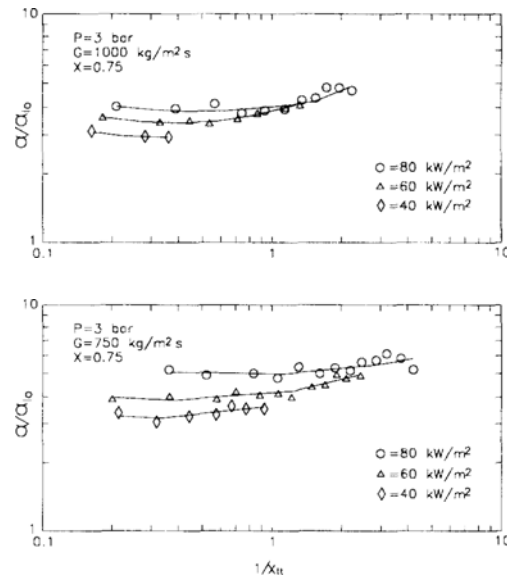 10
P=3 bar
G=1000 kg/m² s
X=0.75
α/α
○ =80 kW/m²
△ =60 kW/m²
◇ =40 kW/m²
1
0.1 1 10
10
P=3 bar
G=750 kg/m² s
X=0.75
α/α
○ =80 kW/m²
△ =60 kW/m²
◇ =40 kW/m²
1
0.1 1 10
1/x_tt